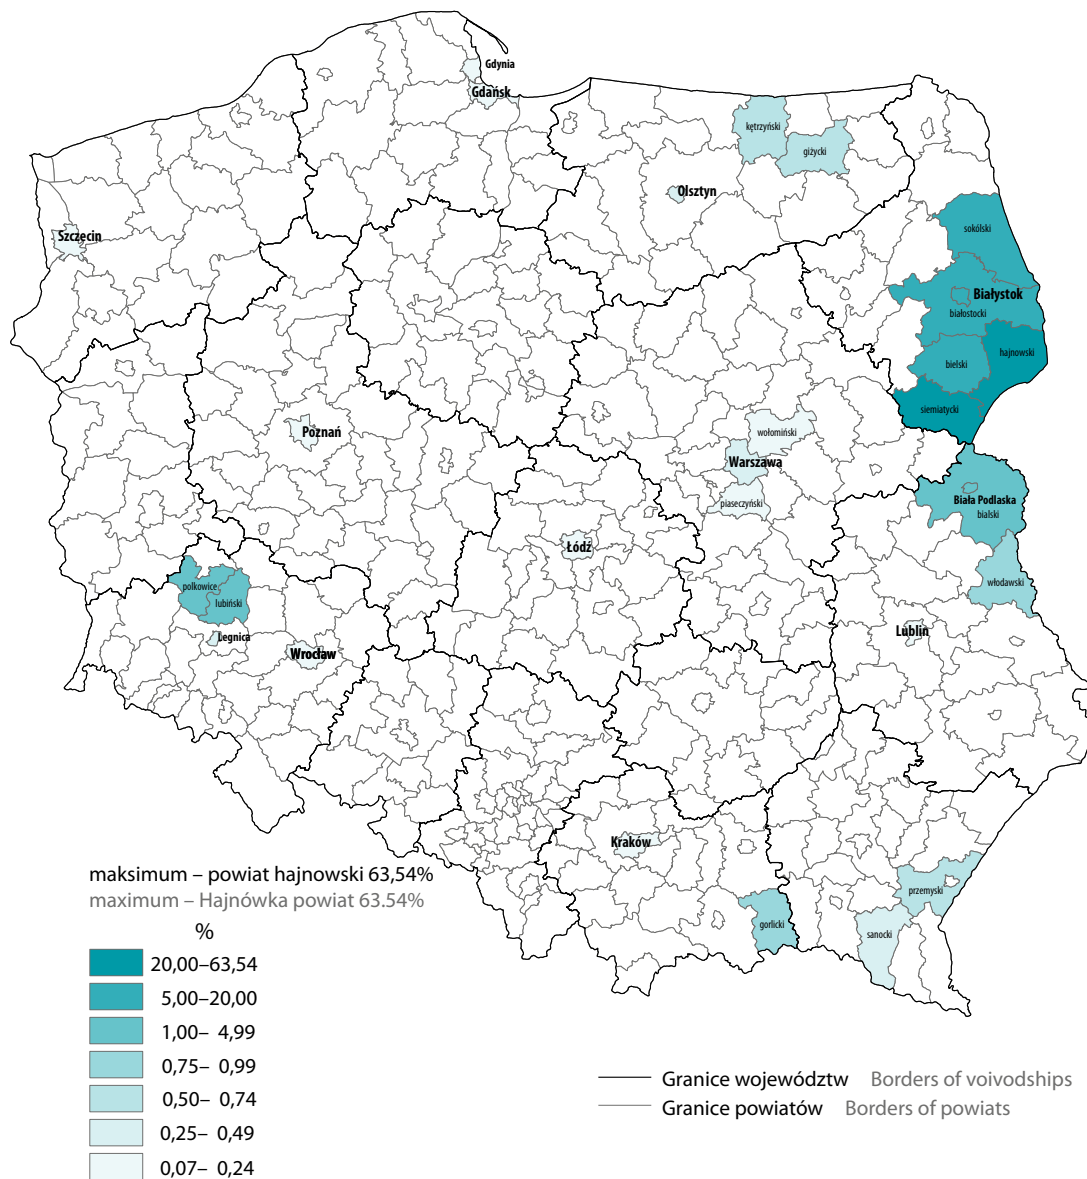 Gdynia
Gdańsk
kętrzyński
giżycki
Olsztyn
Szczecin
sokólski
Białystok
białostocki
hajnowski
bielski
siemiatycki
Poznań
wołomiński
Warszawa
piaseczyński
Biała Podlaska
bialski
Łódź
włodawski
polkowice
lubiński
Legnica
Wrocław
Lublin
Kraków
przemyski
gorlicki
sanocki
maksimum – powiat hajnowski 63,54%
maximum – Hajnówka powiat 63.54%
%
20,00–63,54
5,00–20,00
1,00– 4,99
0,75– 0,99
0,50– 0,74
0,25– 0,49
0,07– 0,24
Granice województw Borders of voivodships
Granice powiatów Borders of powiats